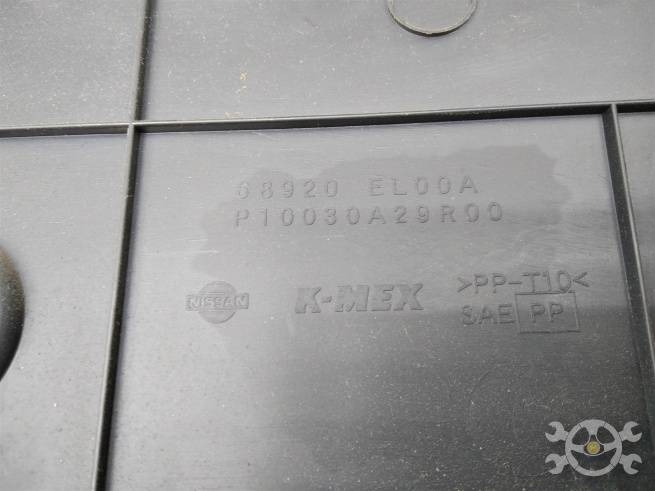 68920 EL00A
P10030A29R00
NISSAN K-MEX >PP-T10<
SAE PP